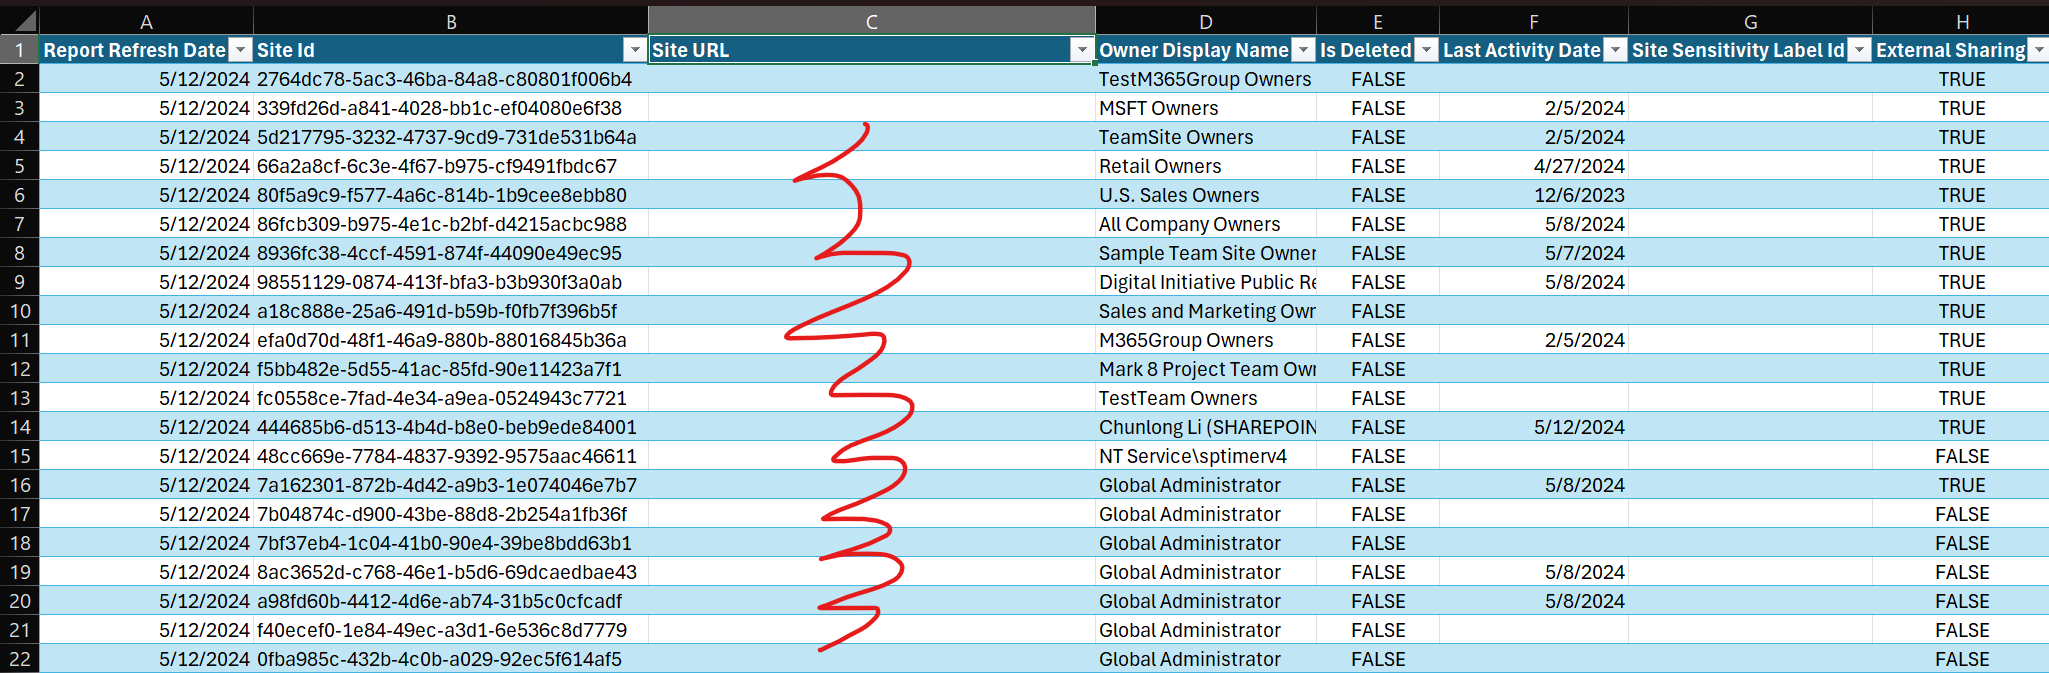 A B C D E F G H
1 Report Refresh Date Site Id Site URL Owner Display Name Is Deleted Last Activity Date Site Sensitivity Label Id External Sharing
2 5/12/2024 2764dc78-5ac3-46ba-84a8-c80801f006b4 TestM365Group Owners FALSE TRUE
3 5/12/2024 339fd26d-a841-4028-bb1c-ef04080e6f38 MSFT Owners FALSE 2/5/2024 TRUE
4 5/12/2024 5d217795-3232-4737-9cd9-731de531b64a TeamSite Owners FALSE 2/5/2024 TRUE
5 5/12/2024 66a2a8cf-6c3e-4f67-b975-cf9491fbdc67 Retail Owners FALSE 4/27/2024 TRUE
6 5/12/2024 80f5a9c9-f577-4a6c-814b-1b9cee8ebb80 U.S. Sales Owners FALSE 12/6/2023 TRUE
7 5/12/2024 86fcb309-b975-4e1c-b2bf-d4215acbc988 All Company Owners FALSE 5/8/2024 TRUE
8 5/12/2024 8936fc38-4ccf-4591-874f-44090e49ec95 Sample Team Site Owner FALSE 5/7/2024 TRUE
9 5/12/2024 98551129-0874-413f-bfa3-b3b930f3a0ab Digital Initiative Public Re FALSE 5/8/2024 TRUE
10 5/12/2024 a18c888e-25a6-491d-b59b-f0fb7f396b5f Sales and Marketing Owr FALSE TRUE
11 5/12/2024 efa0d70d-48f1-46a9-880b-88016845b36a M365Group Owners FALSE 2/5/2024 TRUE
12 5/12/2024 f5bb482e-5d55-41ac-85fd-90e11423a7f1 Mark 8 Project Team Owr FALSE TRUE
13 5/12/2024 fc0558ce-7fad-4e34-a9ea-0524943c7721 TestTeam Owners FALSE TRUE
14 5/12/2024 444685b6-d513-4b4d-b8e0-beb9ede84001 Chunlong Li (SHAREPOIN FALSE 5/12/2024 TRUE
15 5/12/2024 48cc669e-7784-4837-9392-9575aac46611 NT Service\sptimerv4 FALSE FALSE
16 5/12/2024 7a162301-872b-4d42-a9b3-1e074046e7b7 Global Administrator FALSE 5/8/2024 TRUE
17 5/12/2024 7b04874c-d900-43be-88d8-2b254a1fb36f Global Administrator FALSE FALSE
18 5/12/2024 7bf37eb4-1c04-41b0-90e4-39be8bdd63b1 Global Administrator FALSE FALSE
19 5/12/2024 8ac3652d-c768-46e1-b5d6-69dcaedbae43 Global Administrator FALSE 5/8/2024 FALSE
20 5/12/2024 a98fd60b-4412-4d6e-ab74-31b5c0cfcadf Global Administrator FALSE 5/8/2024 FALSE
21 5/12/2024 f40ecef0-1e84-49ec-a3d1-6e536c8d7779 Global Administrator FALSE FALSE
22 5/12/2024 0fba985c-432b-4c0b-a029-92ec5f614af5 Global Administrator FALSE FALSE